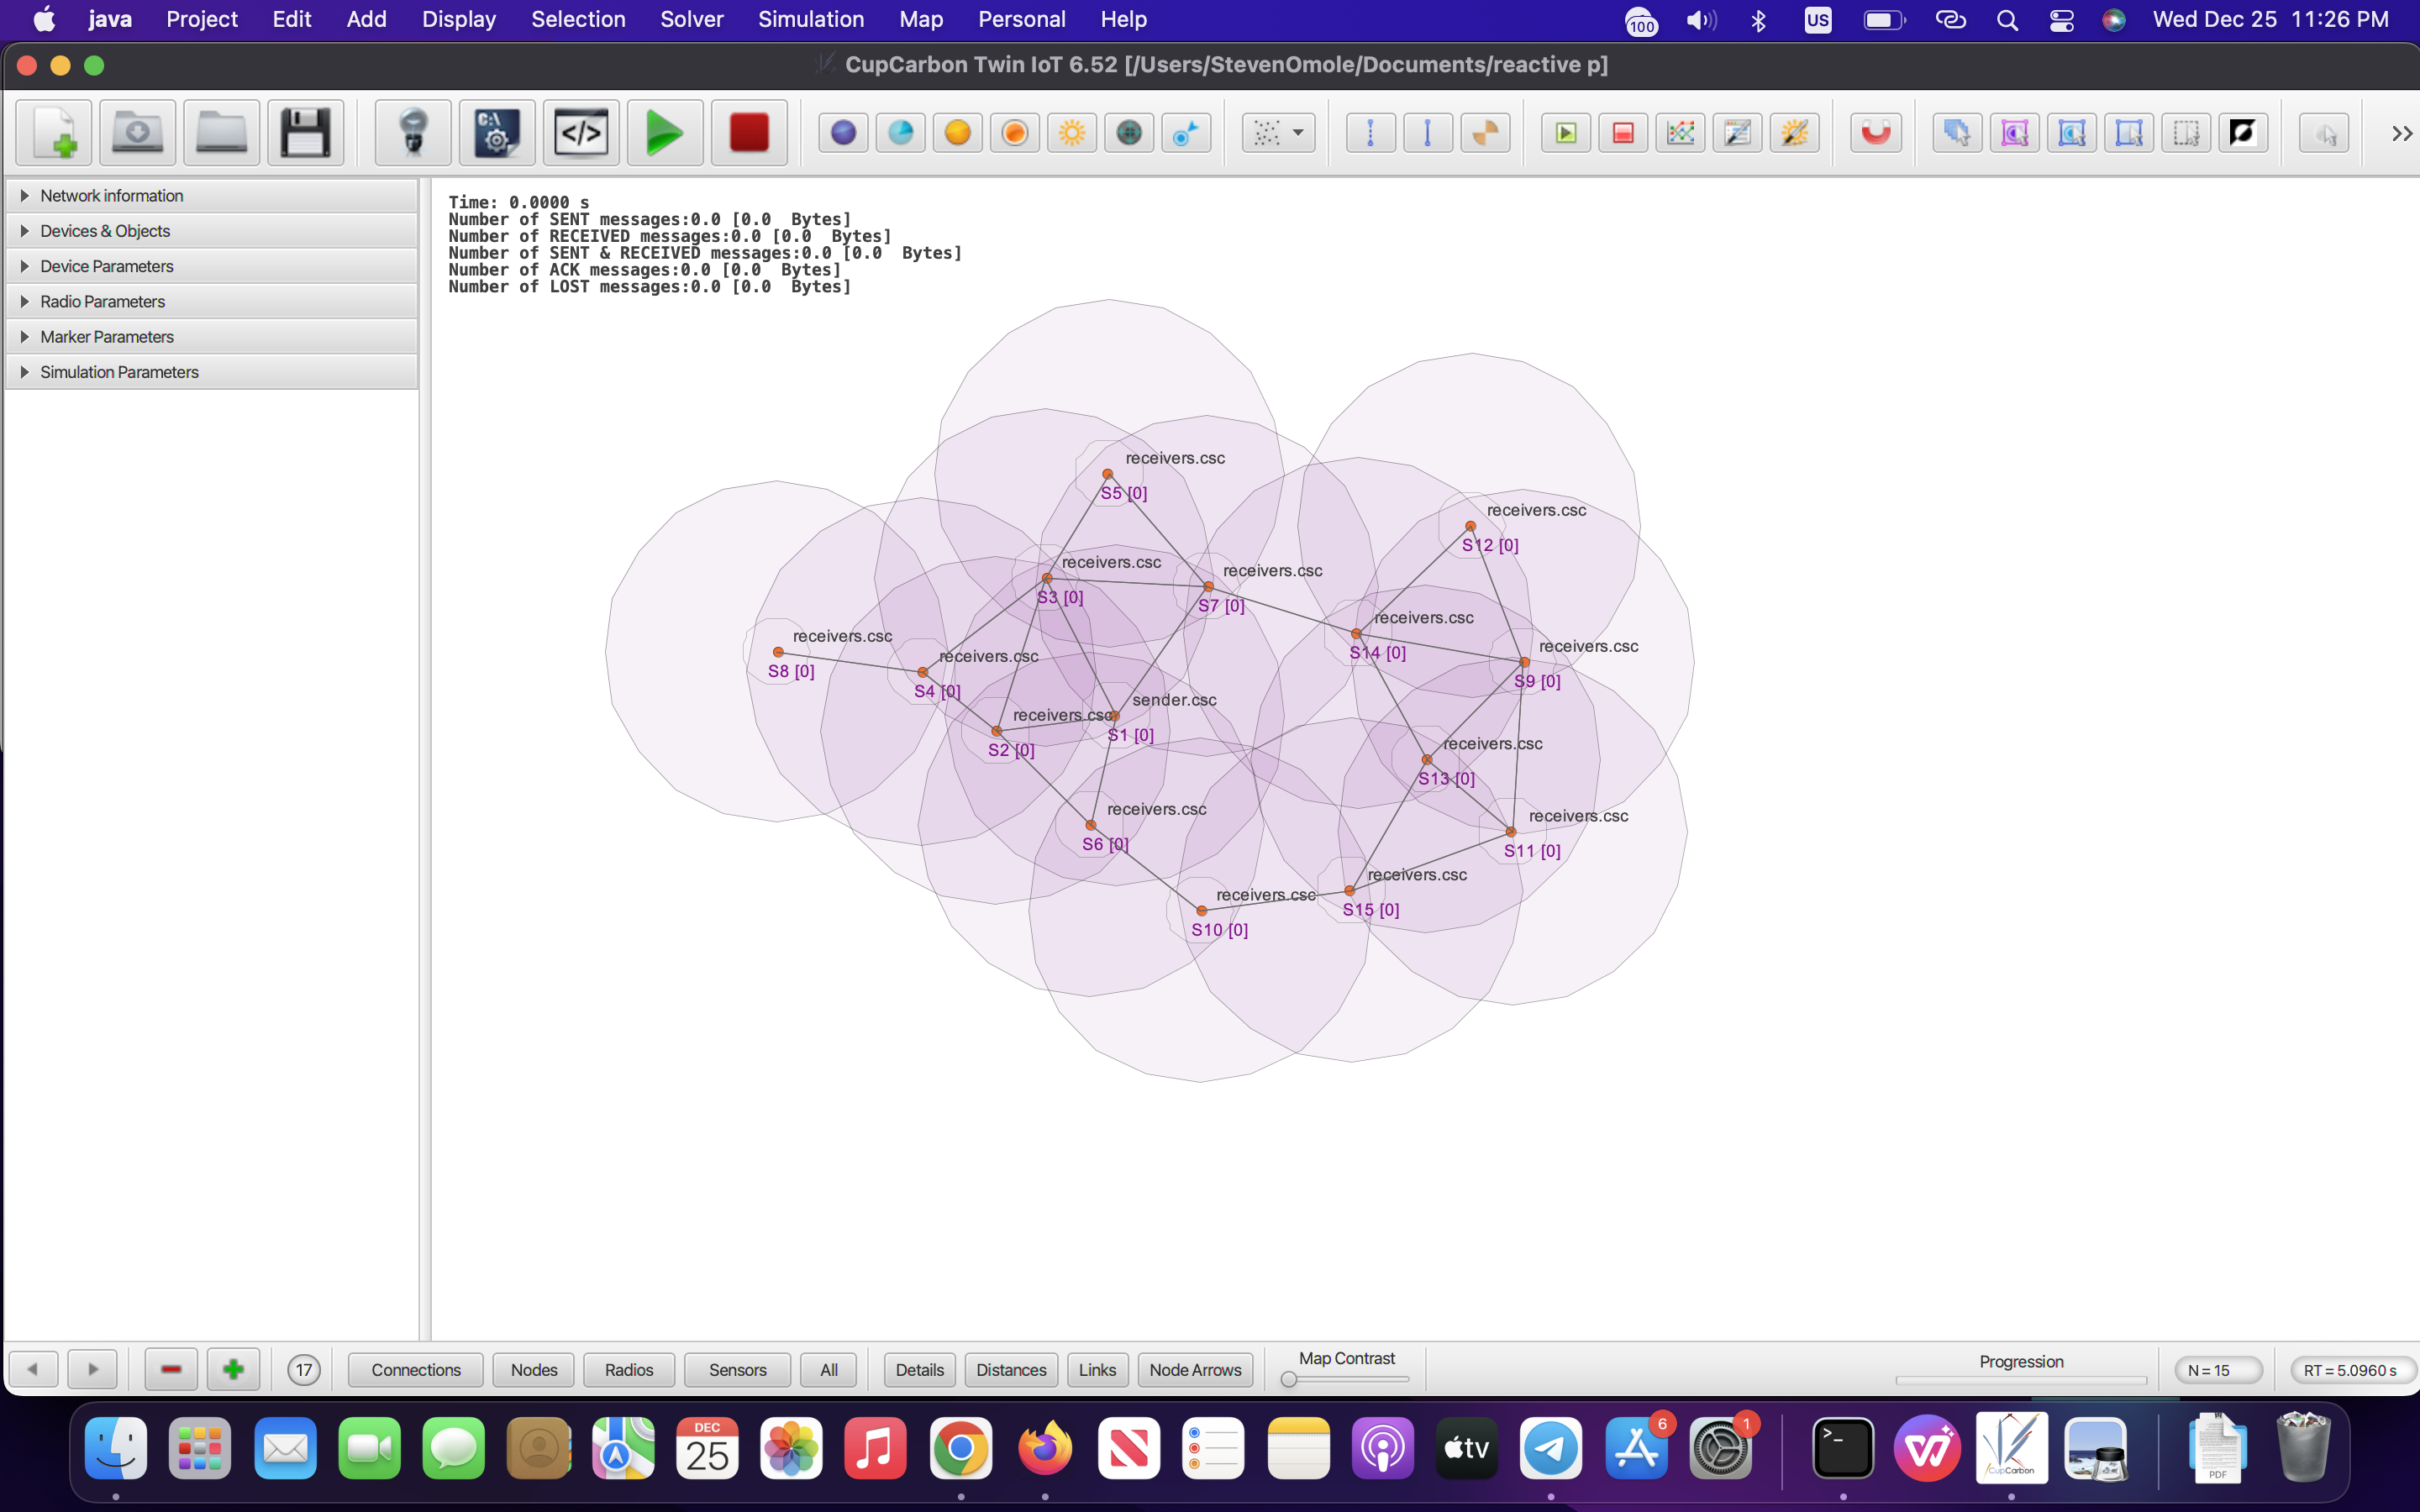 java Project Edit Add Display Selection Solver Simulation Map Personal Help 100 US Wed Dec 25 11:26 PM
CupCarbon Twin IoT 6.52 [/Users/StevenOmole/Documents/reactive p]
C:\ </>
Network information
Devices & Objects
Device Parameters
Radio Parameters
Marker Parameters
Simulation Parameters
Time: 0.0000 s
Number of SENT messages:0.0 [0.0 Bytes]
Number of RECEIVED messages:0.0 [0.0 Bytes]
Number of SENT & RECEIVED messages:0.0 [0.0 Bytes]
Number of ACK messages:0.0 [0.0 Bytes]
Number of LOST messages:0.0 [0.0 Bytes]
receivers.csc
S5 [0]
receivers.csc
S12 [0]
receivers.csc
S3 [0]
receivers.csc
S7 [0]
receivers.csc
S14 [0]
receivers.csc
S8 [0]
receivers.csc
S9 [0]
receivers.csc
S4 [0]
sender.csc
S1 [0]
receivers.csc
S2 [0]
receivers.csc
S13 [0]
receivers.csc
S6 [0]
receivers.csc
S11 [0]
receivers.csc
S15 [0]
receivers.csc
S10 [0]
17 Connections Nodes Radios Sensors All Details Distances Links Node Arrows Map Contrast Progression N = 15 RT = 5.0960 s
DEC
25
tv
6
1
>_
CupCarbon
PDF